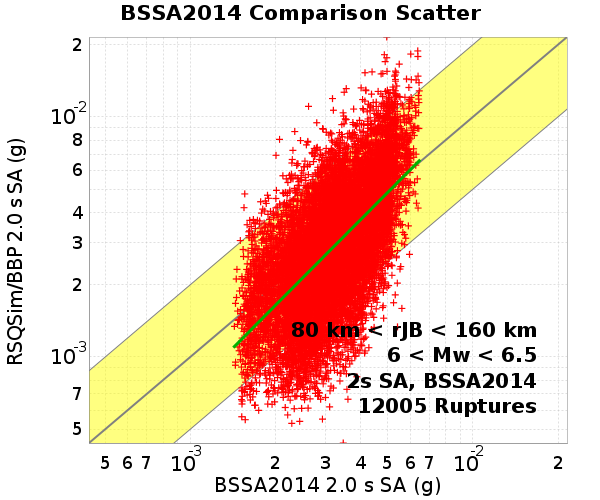 BSSA2014 Comparison Scatter
RSQSim/BBP 2.0 s SA (g)
2
10-2
8
6
4
3
2
10-3
7
5
80 km < rJB < 160 km
6 < Mw < 6.5
2s SA, BSSA2014
12005 Ruptures
5 6 7 10-3 2 3 4 5 6 7 10-2 2
BSSA2014 2.0 s SA (g)